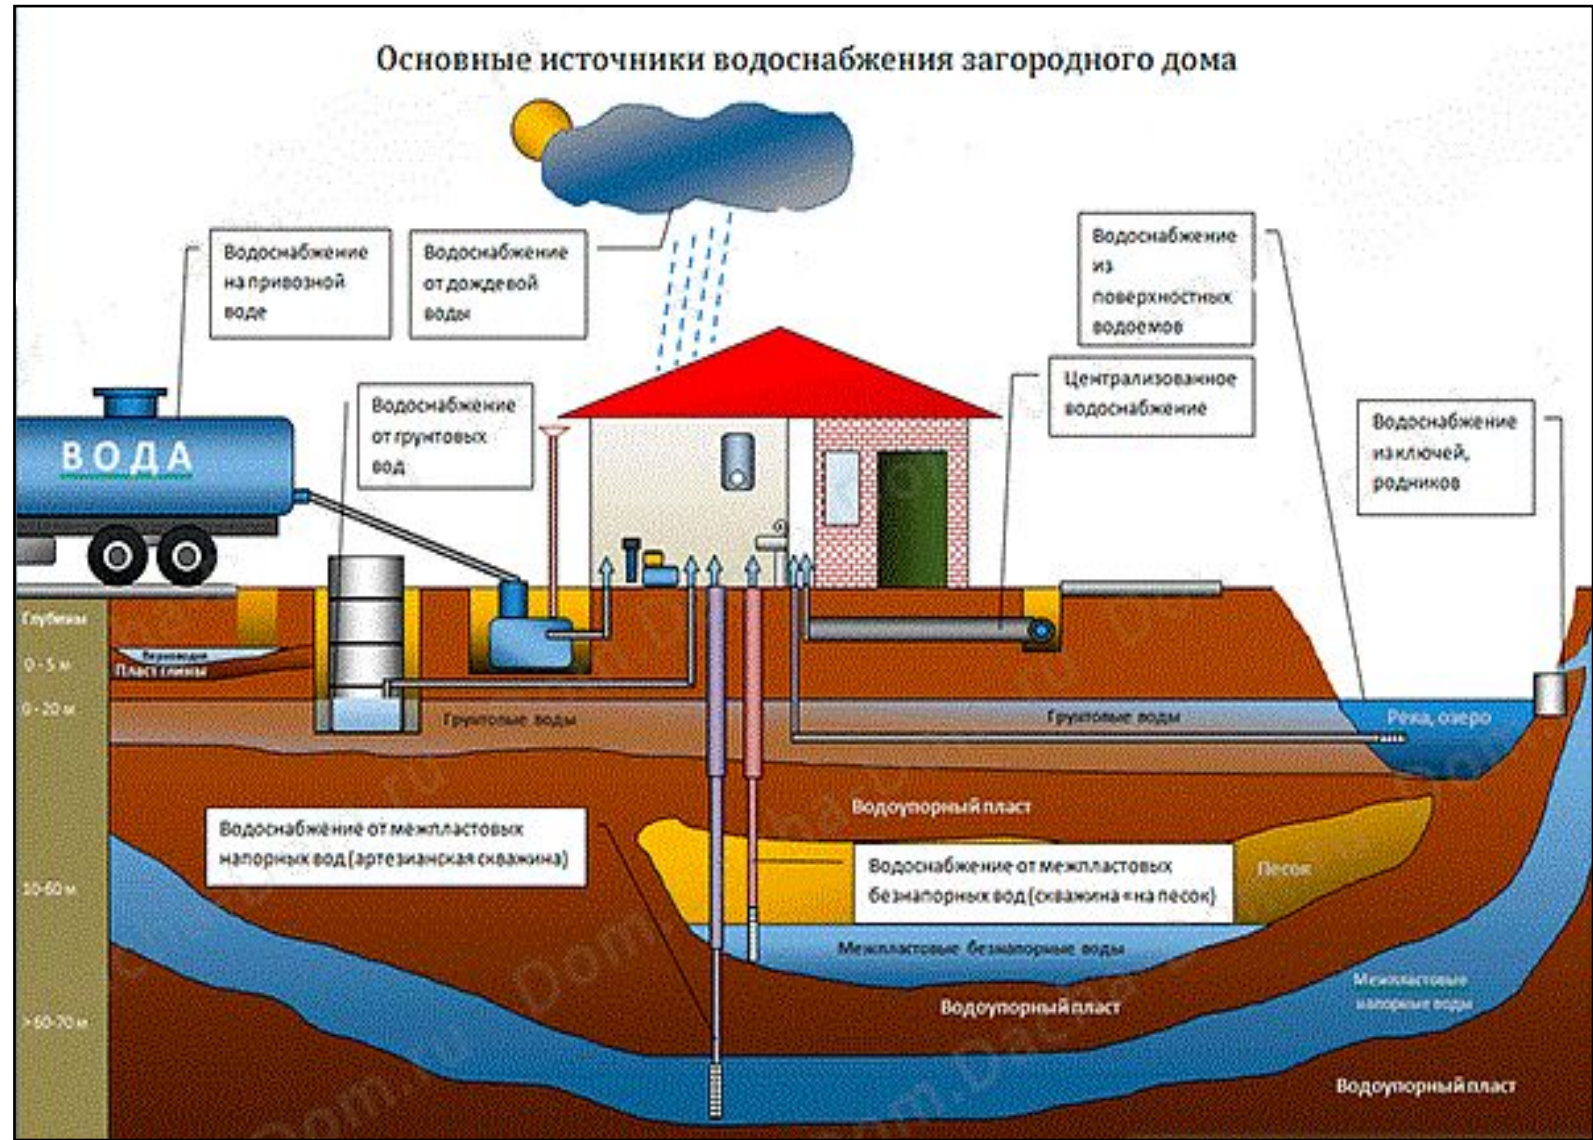 Основные источники водоснабжения загородного дома
Водоснабжение
на привозной
воде
Водоснабжение
от дождевой
воды
Водоснабжение
из
поверхностных
водоемов
Централизованное
водоснабжение
Водоснабжение
от грунтовых
вод
Водоснабжение
из ключей,
родников
ВОДА
Глубины
0 - 5 м
Верховодка
Пласт глины
0 - 20 м
Грунтовые воды
Грунтовые воды
Река, озеро
Водоупорный пласт
Водоснабжение от межпластовых
напорных вод (артезианская скважина)
Водоснабжение от межпластовых
безнапорных вод (скважина «на песок)
Песок
10-60 м
Межпластовые безнапорные воды
Водоупорный пласт
Межпластовые
напорные воды
> 60-70 м
Водоупорный пласт